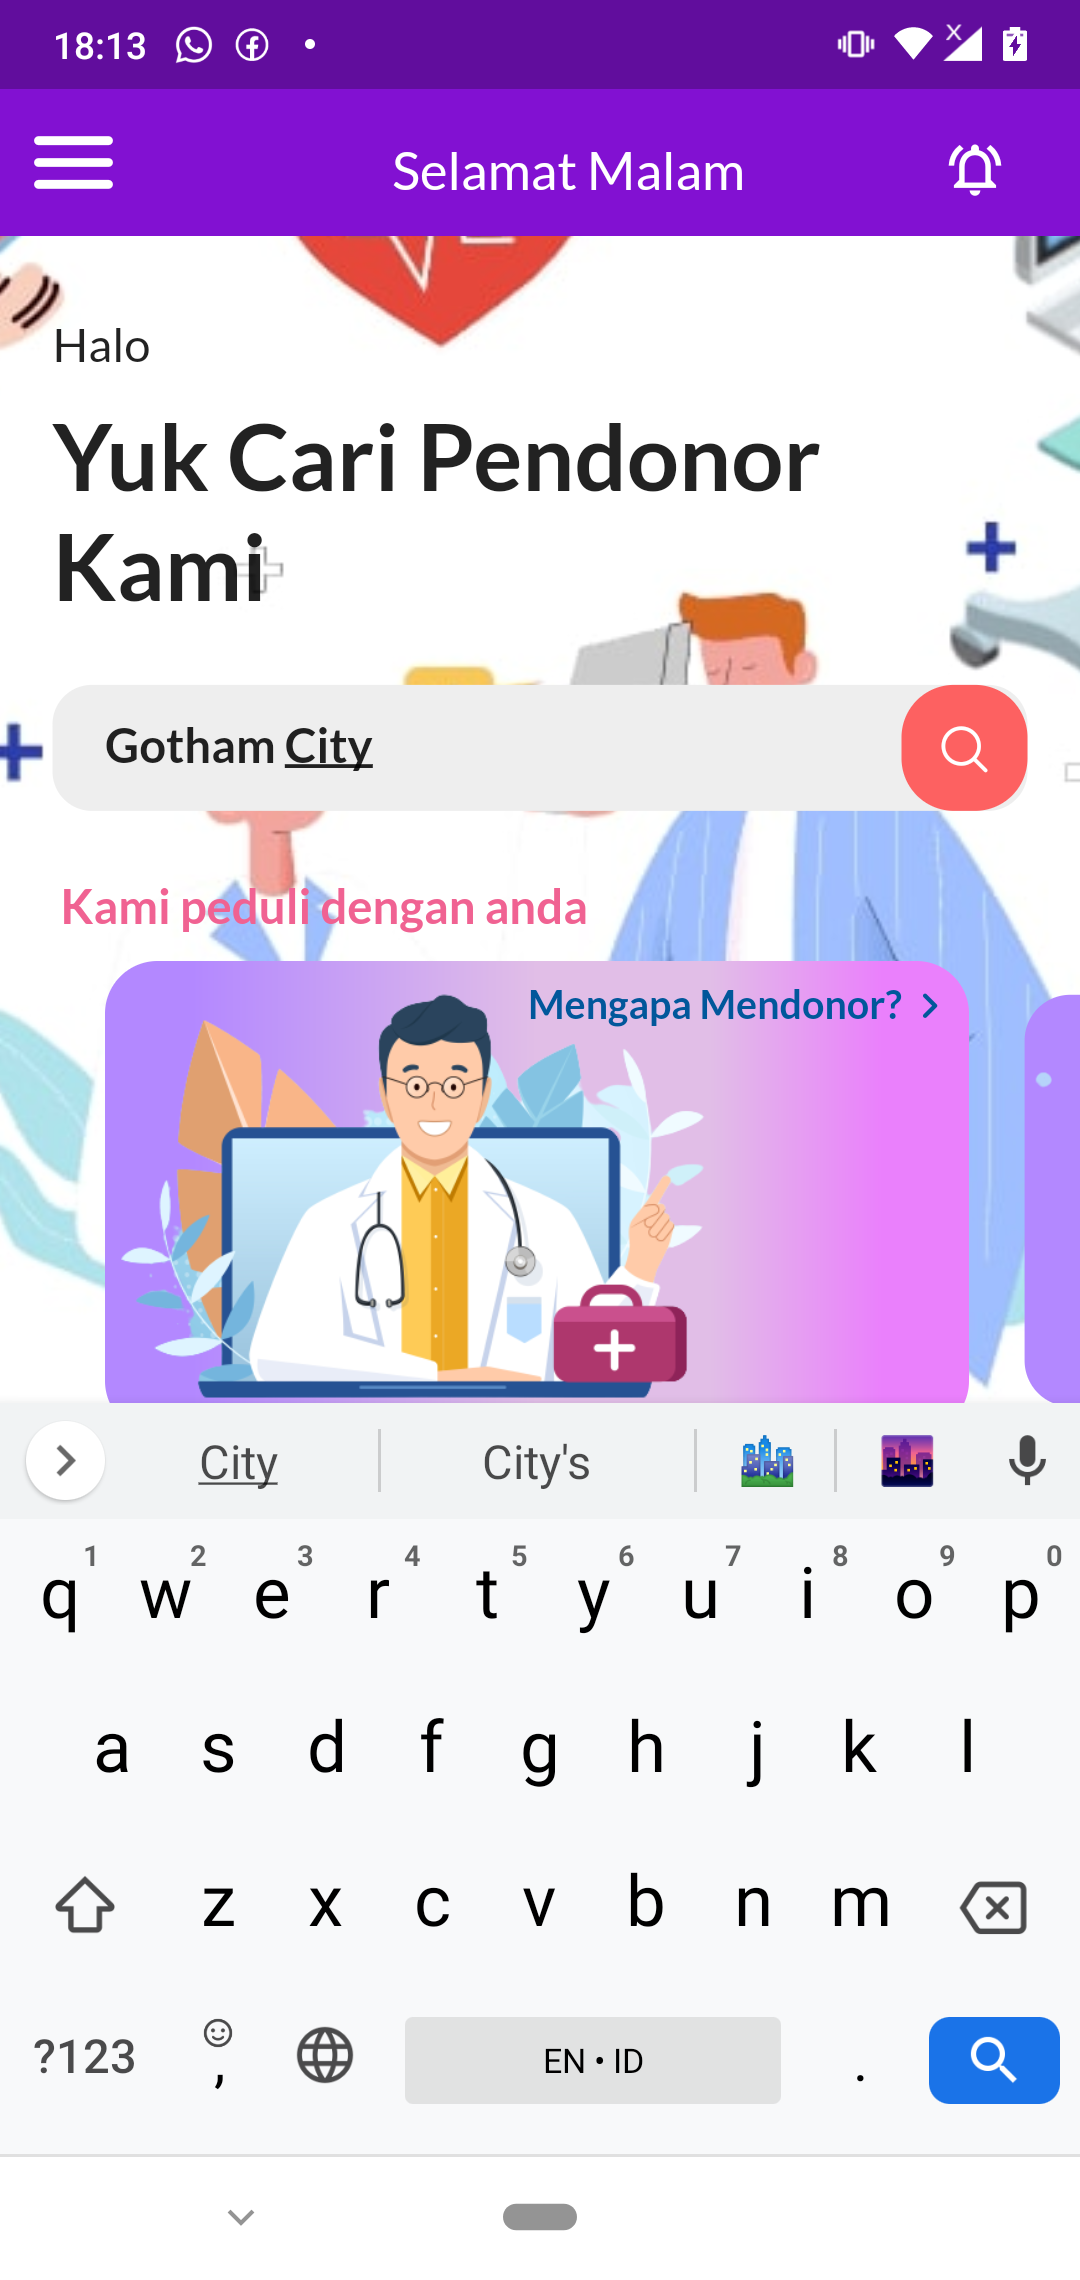 18:13
Selamat Malam
Halo
Yuk Cari Pendonor
Kami
Gotham City
Kami peduli dengan anda
Mengapa Mendonor?
City City's
1 2 3 4 5 6 7 8 9 0
q w e r t y u i o p
a s d f g h j k l
z x c v b n m
?123 , EN • ID .